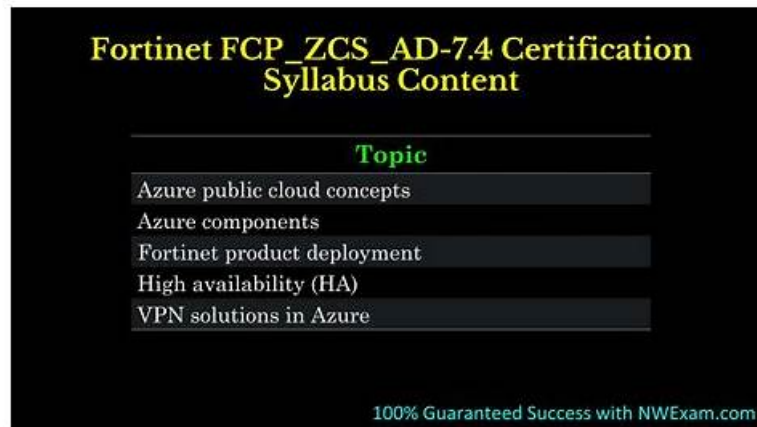 Fortinet FCP_ZCS_AD-7.4 Certification
Syllabus Content
Topic
Azure public cloud concepts
Azure components
Fortinet product deployment
High availability (HA)
VPN solutions in Azure
100% Guaranteed Success with NWExam.com